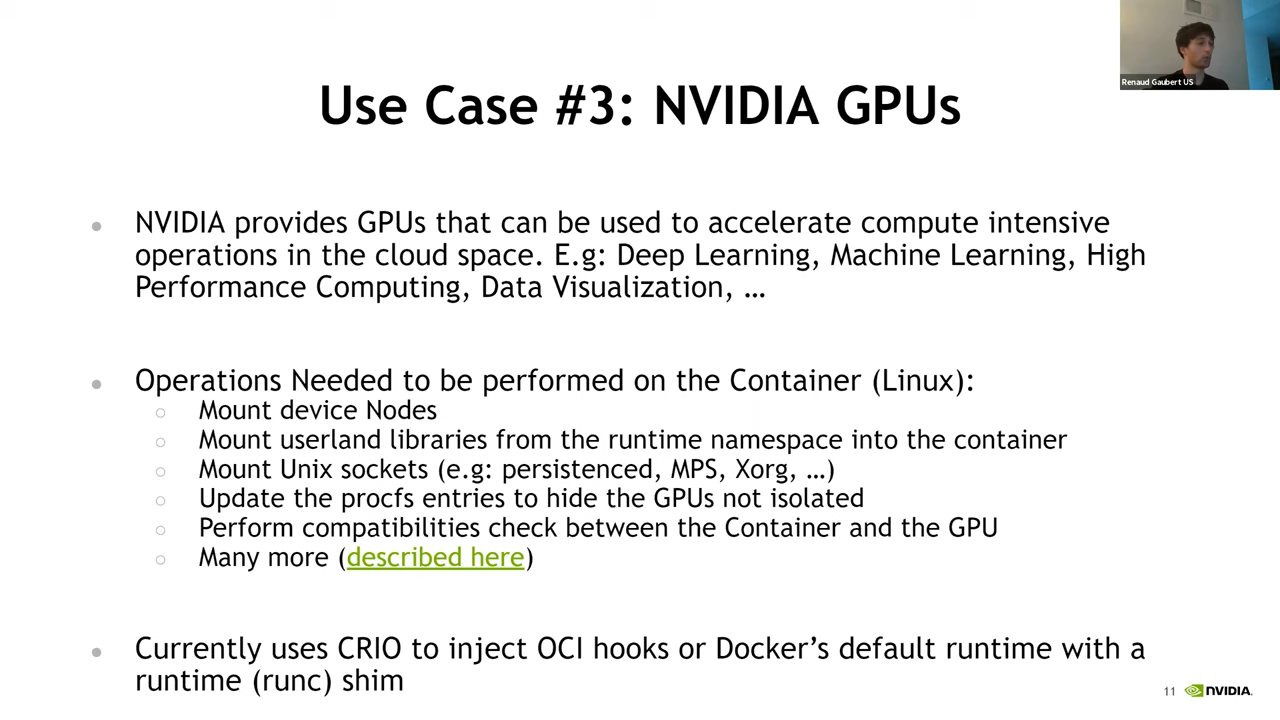 Renaud Gaubert US
Use Case #3: NVIDIA GPUs
NVIDIA provides GPUs that can be used to accelerate compute intensive
operations in the cloud space. E.g: Deep Learning, Machine Learning, High
Performance Computing, Data Visualization, …
Operations Needed to be performed on the Container (Linux):
Mount device Nodes
Mount userland libraries from the runtime namespace into the container
Mount Unix sockets (e.g: persistenced, MPS, Xorg, …)
Update the procfs entries to hide the GPUs not isolated
Perform compatibilities check between the Container and the GPU
Many more (described here)
Currently uses CRIO to inject OCI hooks or Docker’s default runtime with a
runtime (runc) shim
11 NVIDIA.